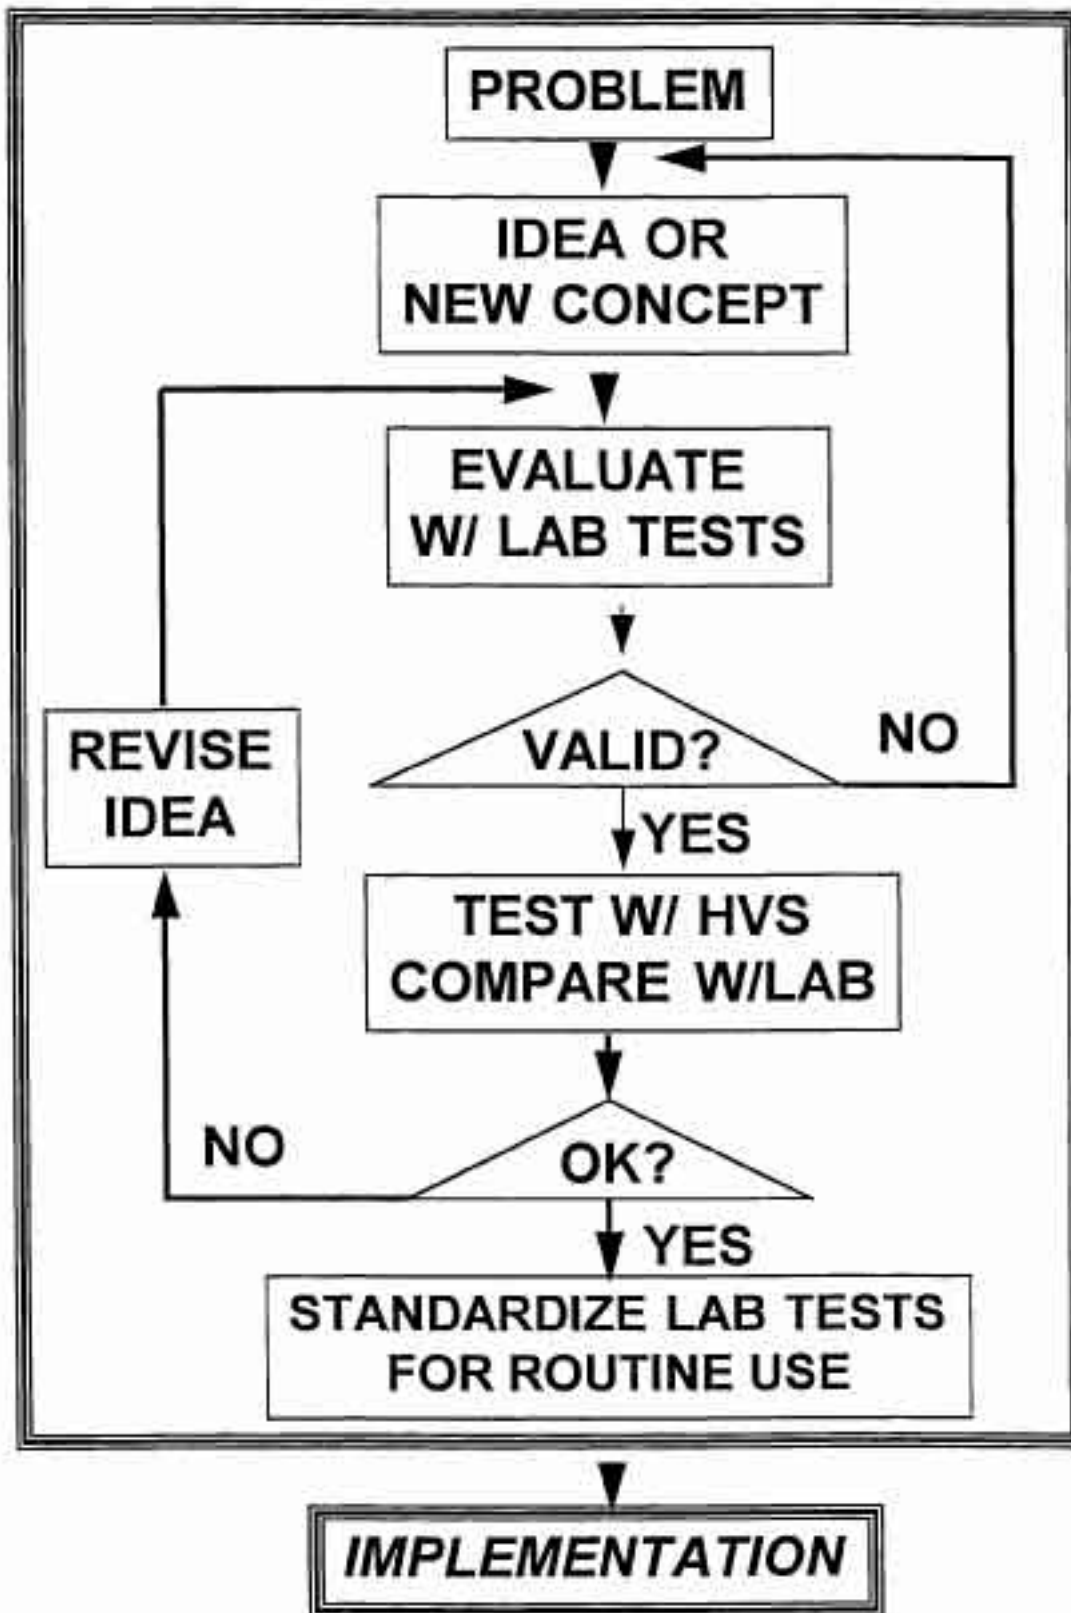 PROBLEM
IDEA OR
NEW CONCEPT
EVALUATE
W/ LAB TESTS
VALID?
NO
REVISE
IDEA
YES
TEST W/ HVS
COMPARE W/LAB
NO
OK?
YES
STANDARDIZE LAB TESTS
FOR ROUTINE USE
IMPLEMENTATION